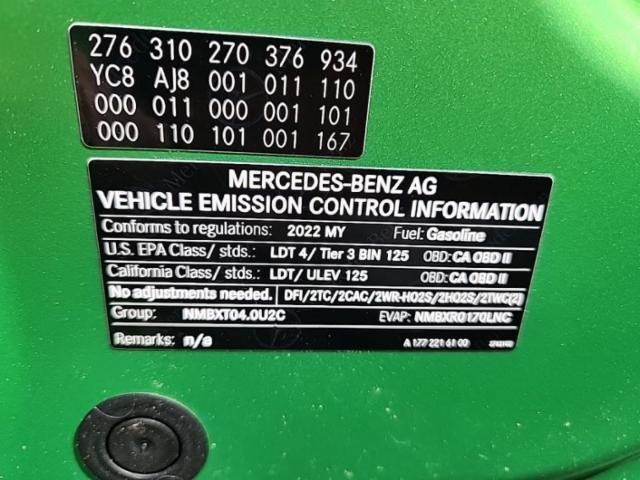 276 310 270 376 934
YC8 AJ8 001 011 110
000 011 000 001 101
000 110 101 001 167
MERCEDES-BENZ AG
VEHICLE EMISSION CONTROL INFORMATION
Conforms to regulations: 2022 MY Fuel: Gasoline
U.S. EPA Class/ stds.: LDT 4/ Tier 3 BIN 125 OBD: CA OBD II
California Class/ stds.: LDT/ ULEV 125 OBD: CA OBD II
No adjustments needed. DFI/2TC/2CAC/2WR-HO2S/2HO2S/2TWC(2)
Group: NMBXT04.0U2C EVAP: NMBXR0170LNC
Remarks: n/a A 177 221 61 00